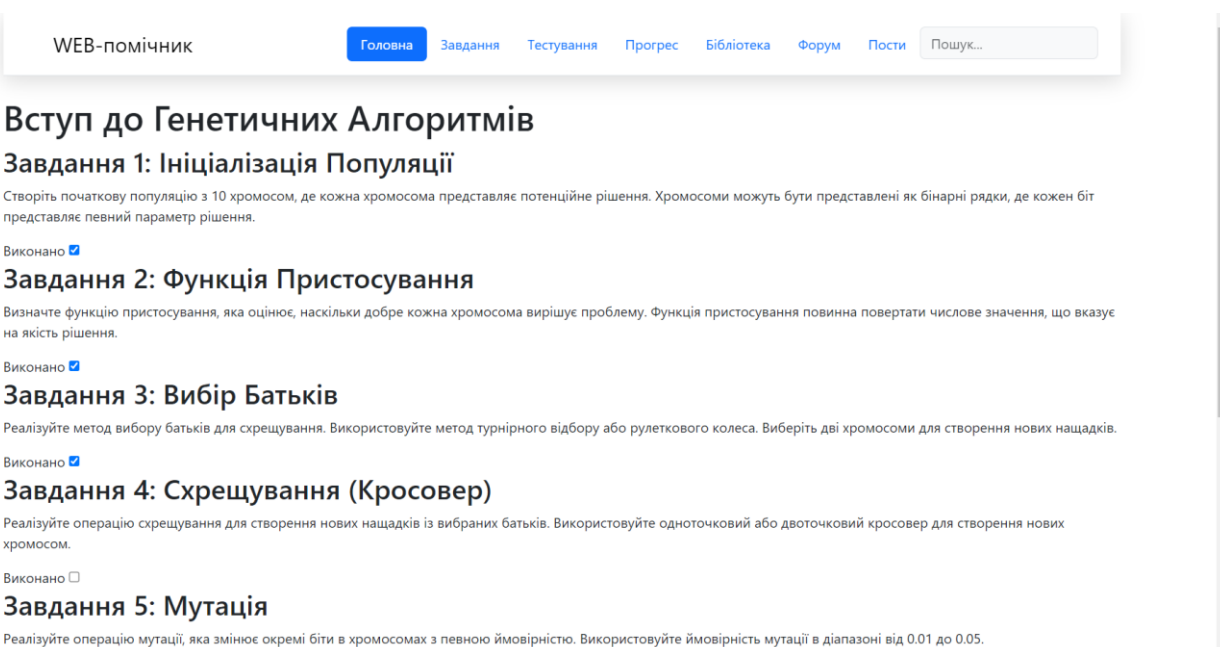 WEB-помічник
Головна
Завдання
Тестування
Прогрес
Бібліотека
Форум
Пости
Пошук...
Вступ до Генетичних Алгоритмів
Завдання 1: Ініціалізація Популяції
Створіть початкову популяцію з 10 хромосом, де кожна хромосома представляє потенційне рішення. Хромосоми можуть бути представлені як бінарні рядки, де кожен біт
представляє певний параметр рішення.
Виконано
Завдання 2: Функція Пристосування
Визначте функцію пристосування, яка оцінює, наскільки добре кожна хромосома вирішує проблему. Функція пристосування повинна повертати числове значення, що вказує
на якість рішення.
Виконано
Завдання 3: Вибір Батьків
Реалізуйте метод вибору батьків для схрещування. Використовуйте метод турнірного відбору або рулеткового колеса. Виберіть дві хромосоми для створення нових нащадків.
Виконано
Завдання 4: Схрещування (Кросовер)
Реалізуйте операцію схрещування для створення нових нащадків із вибраних батьків. Використовуйте одноточковий або двоточковий кросовер для створення нових
хромосом.
Виконано
Завдання 5: Мутація
Реалізуйте операцію мутації, яка змінює окремі біти в хромосомах з певною ймовірністю. Використовуйте ймовірність мутації в діапазоні від 0.01 до 0.05.